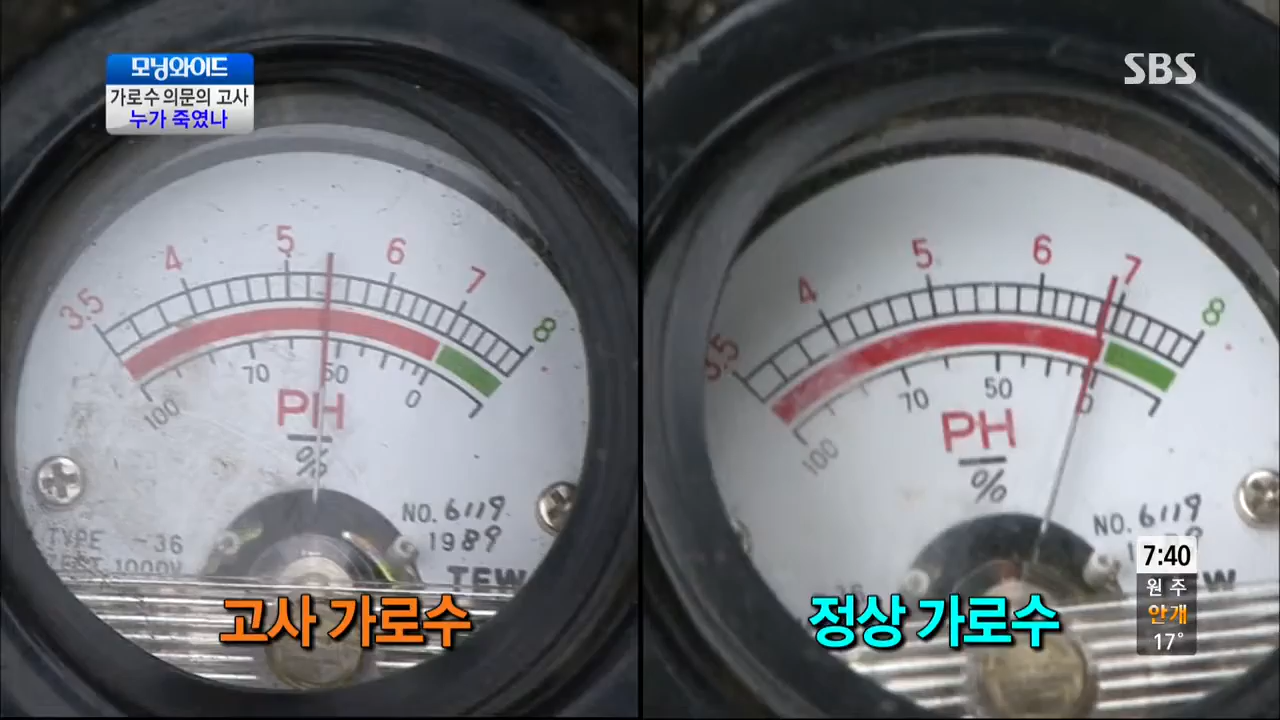 모닝와이드
가로수 의문의 고사
누가 죽였나
SBS
3.5 4 5 6 7 8
100 70 50 0
PH
%
NO. 6119
1989
TYPE -36
TEST 1000V
TEW
고사 가로수
3.5 4 5 6 7 8
100 70 50 0
PH
%
NO. 6119
정상 가로수
7:40
원주
안개
17°